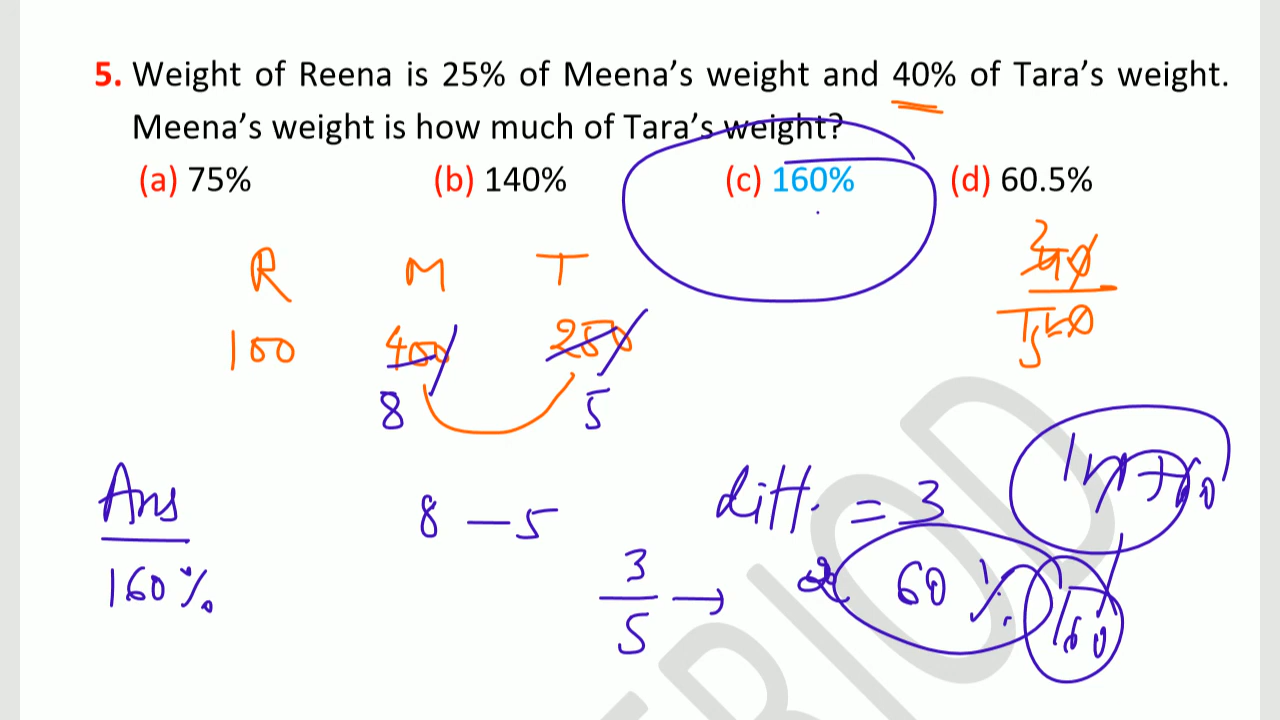 5. Weight of Reena is 25% of Meena's weight and 40% of Tara's weight.
Meena's weight is how much of Tara's weight?
(a) 75% (b) 140% (c) 160% (d) 60.5%
R M T
100 400 250
8 5
Ans
160%
8 – 5
diff. = 3
3/5 → 60%
160
ERIOD